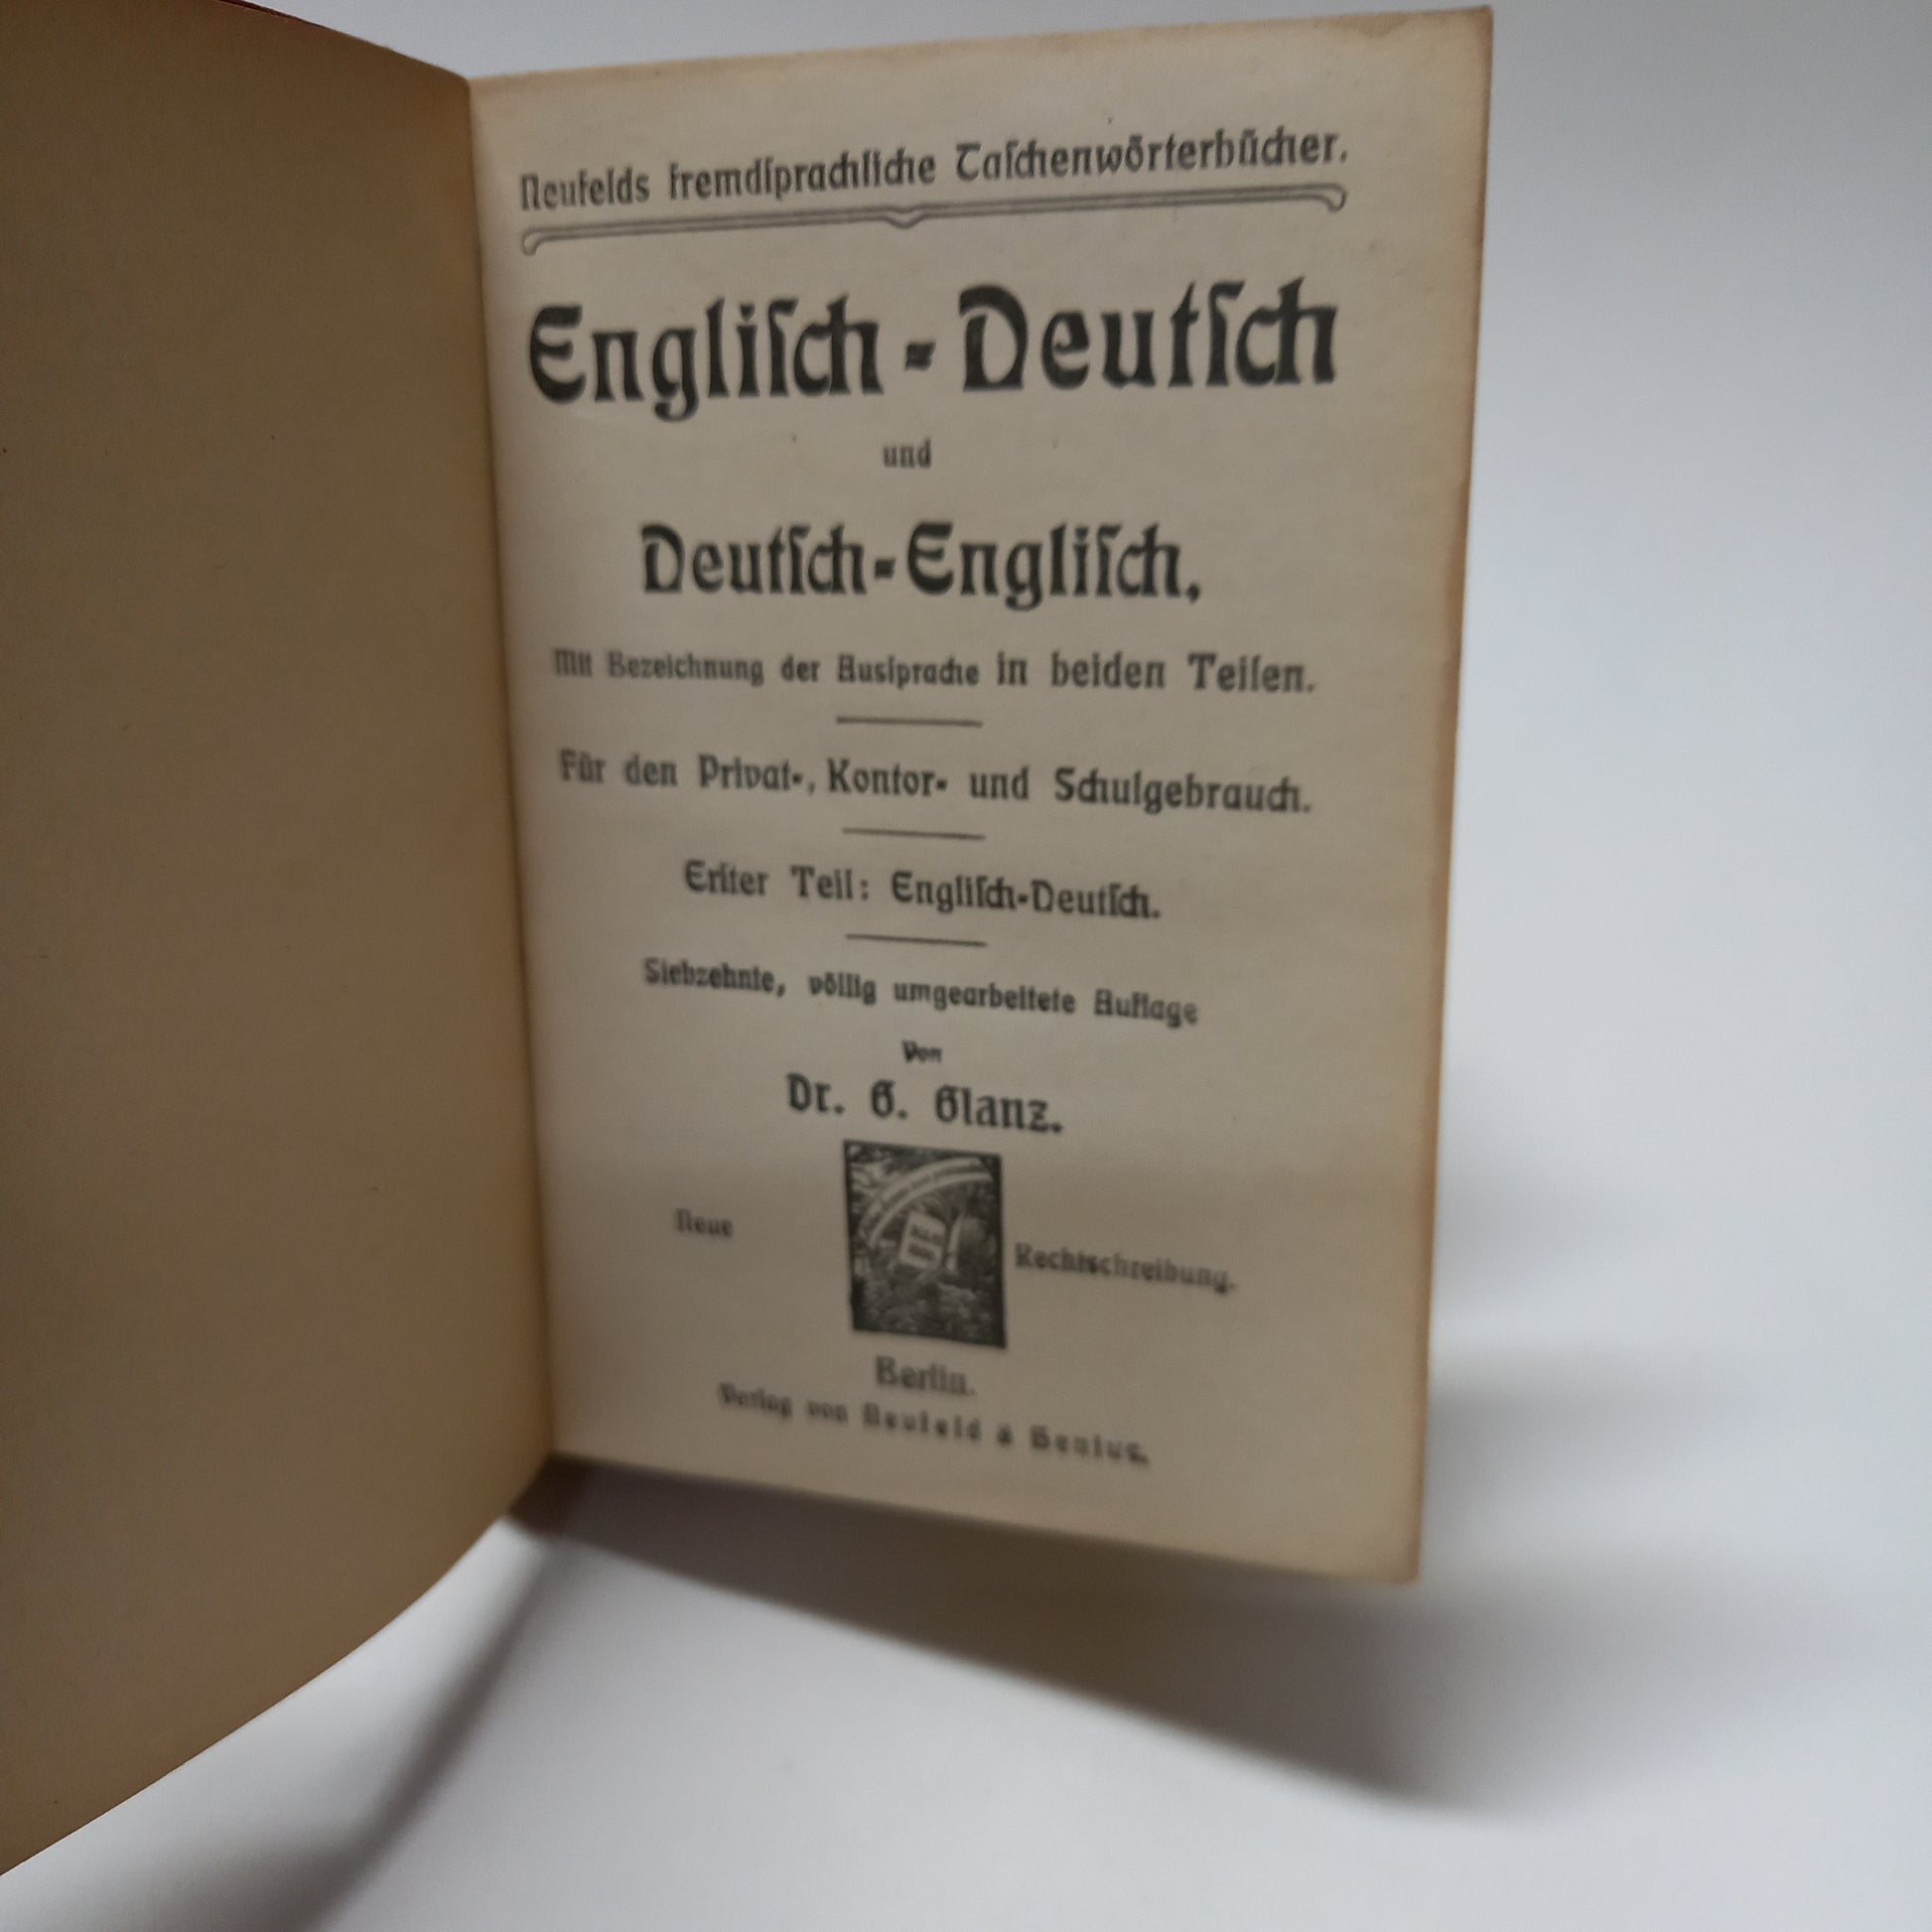 Neufelds fremdſprachliche Taſchenwörterbücher.
Engliſch-Deutſch
und
Deutſch-Engliſch.
Mit Bezeichnung der Ausſprache in beiden Teilen.
Für den Privat-, Kontor- und Schulgebrauch.
Erſter Teil: Engliſch-Deutſch.
Siebzehnte, völlig umgearbeitete Auflage
Von
Dr. G. Glanz.
Neue Rechtschreibung.
Berlin.
Verlag von Neufeld & Henius.